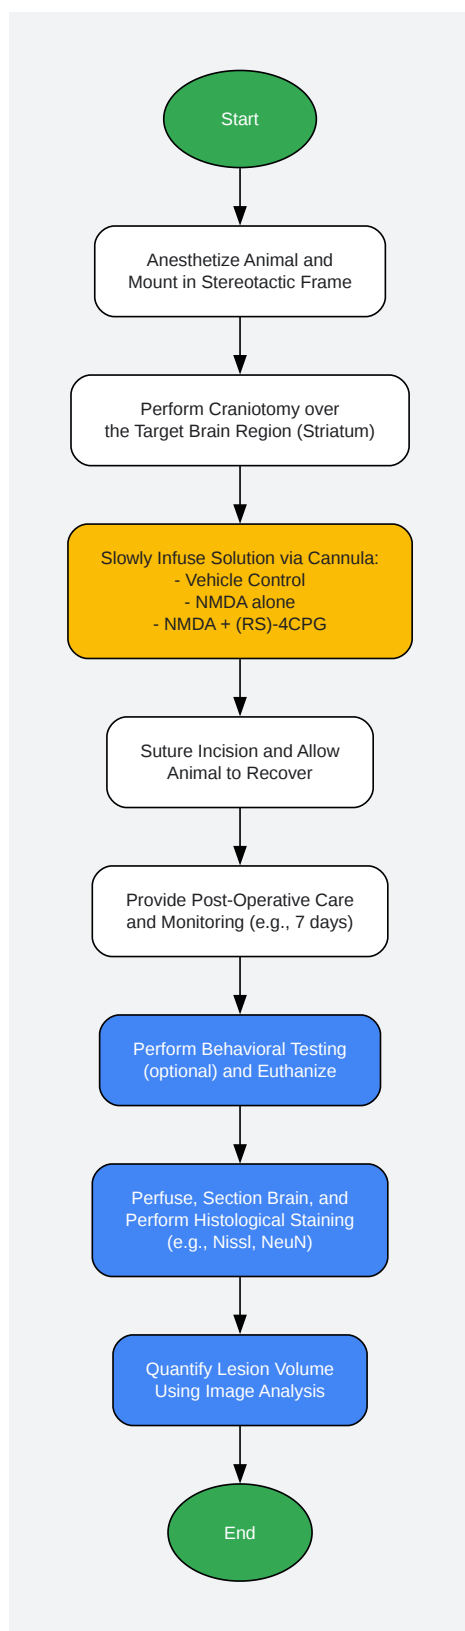 Start
Anesthetize Animal and
Mount in Stereotactic Frame
Perform Craniotomy over
the Target Brain Region (Striatum)
Slowly Infuse Solution via Cannula:
- Vehicle Control
- NMDA alone
- NMDA + (RS)-4CPG
Suture Incision and Allow
Animal to Recover
Provide Post-Operative Care
and Monitoring (e.g., 7 days)
Perform Behavioral Testing
(optional) and Euthanize
Perfuse, Section Brain, and
Perform Histological Staining
(e.g., Nissl, NeuN)
Quantify Lesion Volume
Using Image Analysis
End